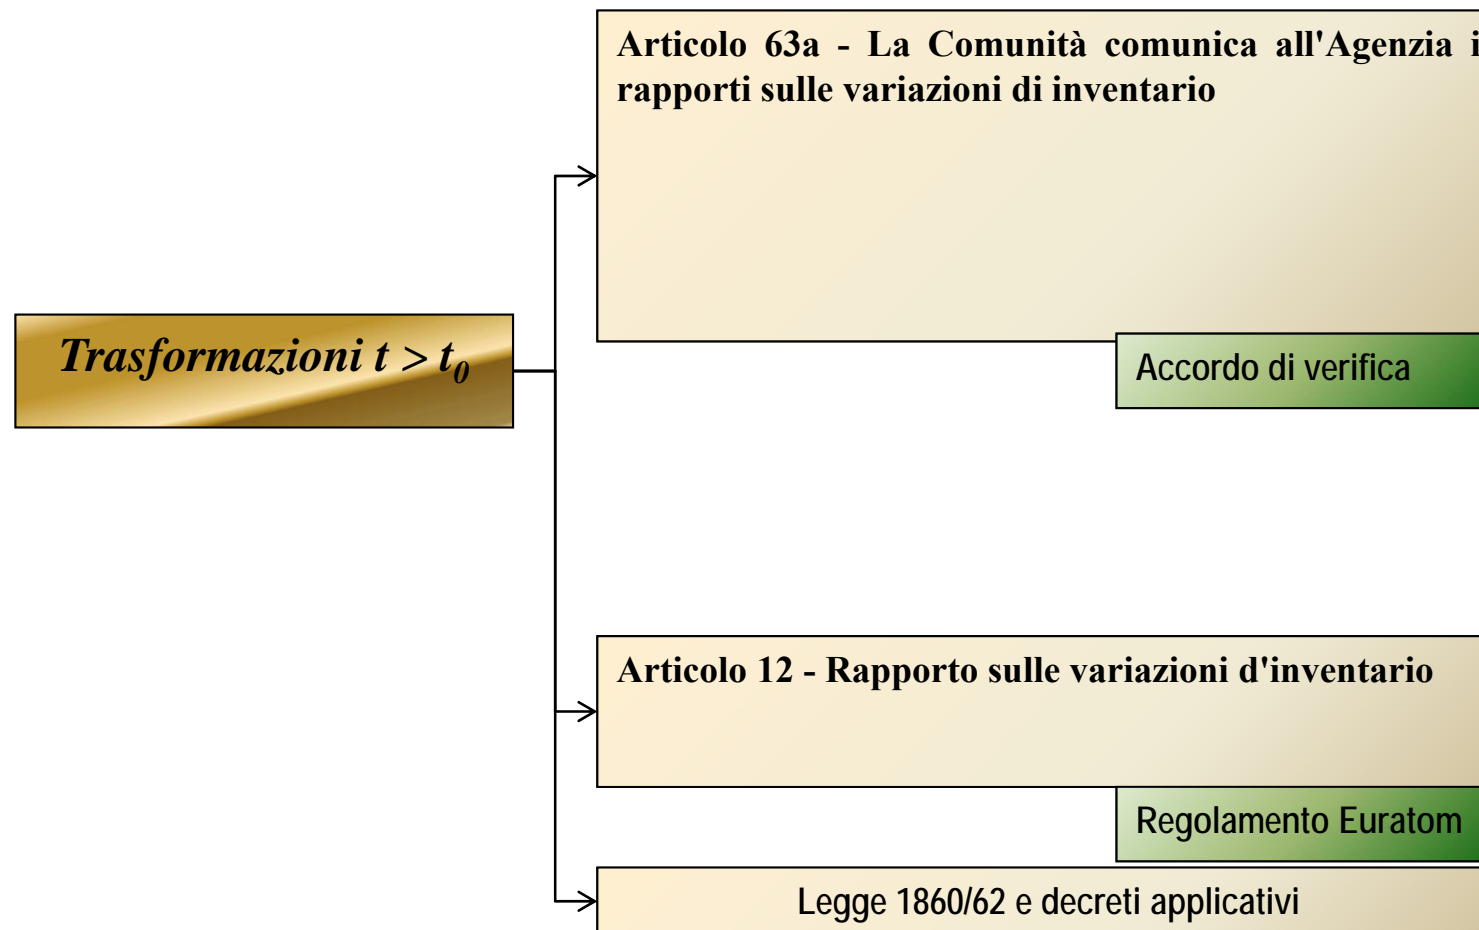 Articolo 63a - La Comunità comunica all'Agenzia i
rapporti sulle variazioni di inventario
Trasformazioni t > t0
Accordo di verifica
Articolo 12 - Rapporto sulle variazioni d'inventario
Regolamento Euratom
Legge 1860/62 e decreti applicativi